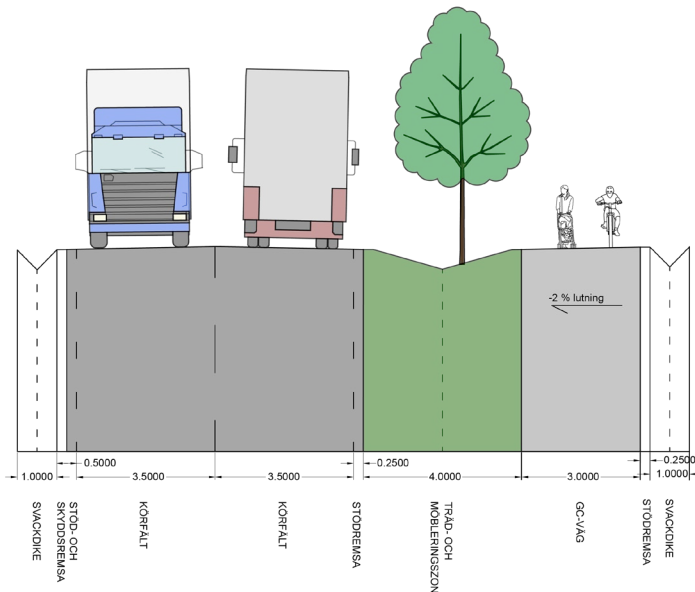 -2 % lutning
0.5000
0.2500
0.2500
1.0000
3.5000
3.5000
4.0000
3.0000
1.0000
SVACKDIKE
STÖD- OCH
SKYDDSREMSA
KÖRFÄLT
KÖRFÄLT
STÖDREMSA
TRÄD- OCH
MÖBLERINGSZON
GC-VÄG
STÖDREMSA
SVACKDIKE